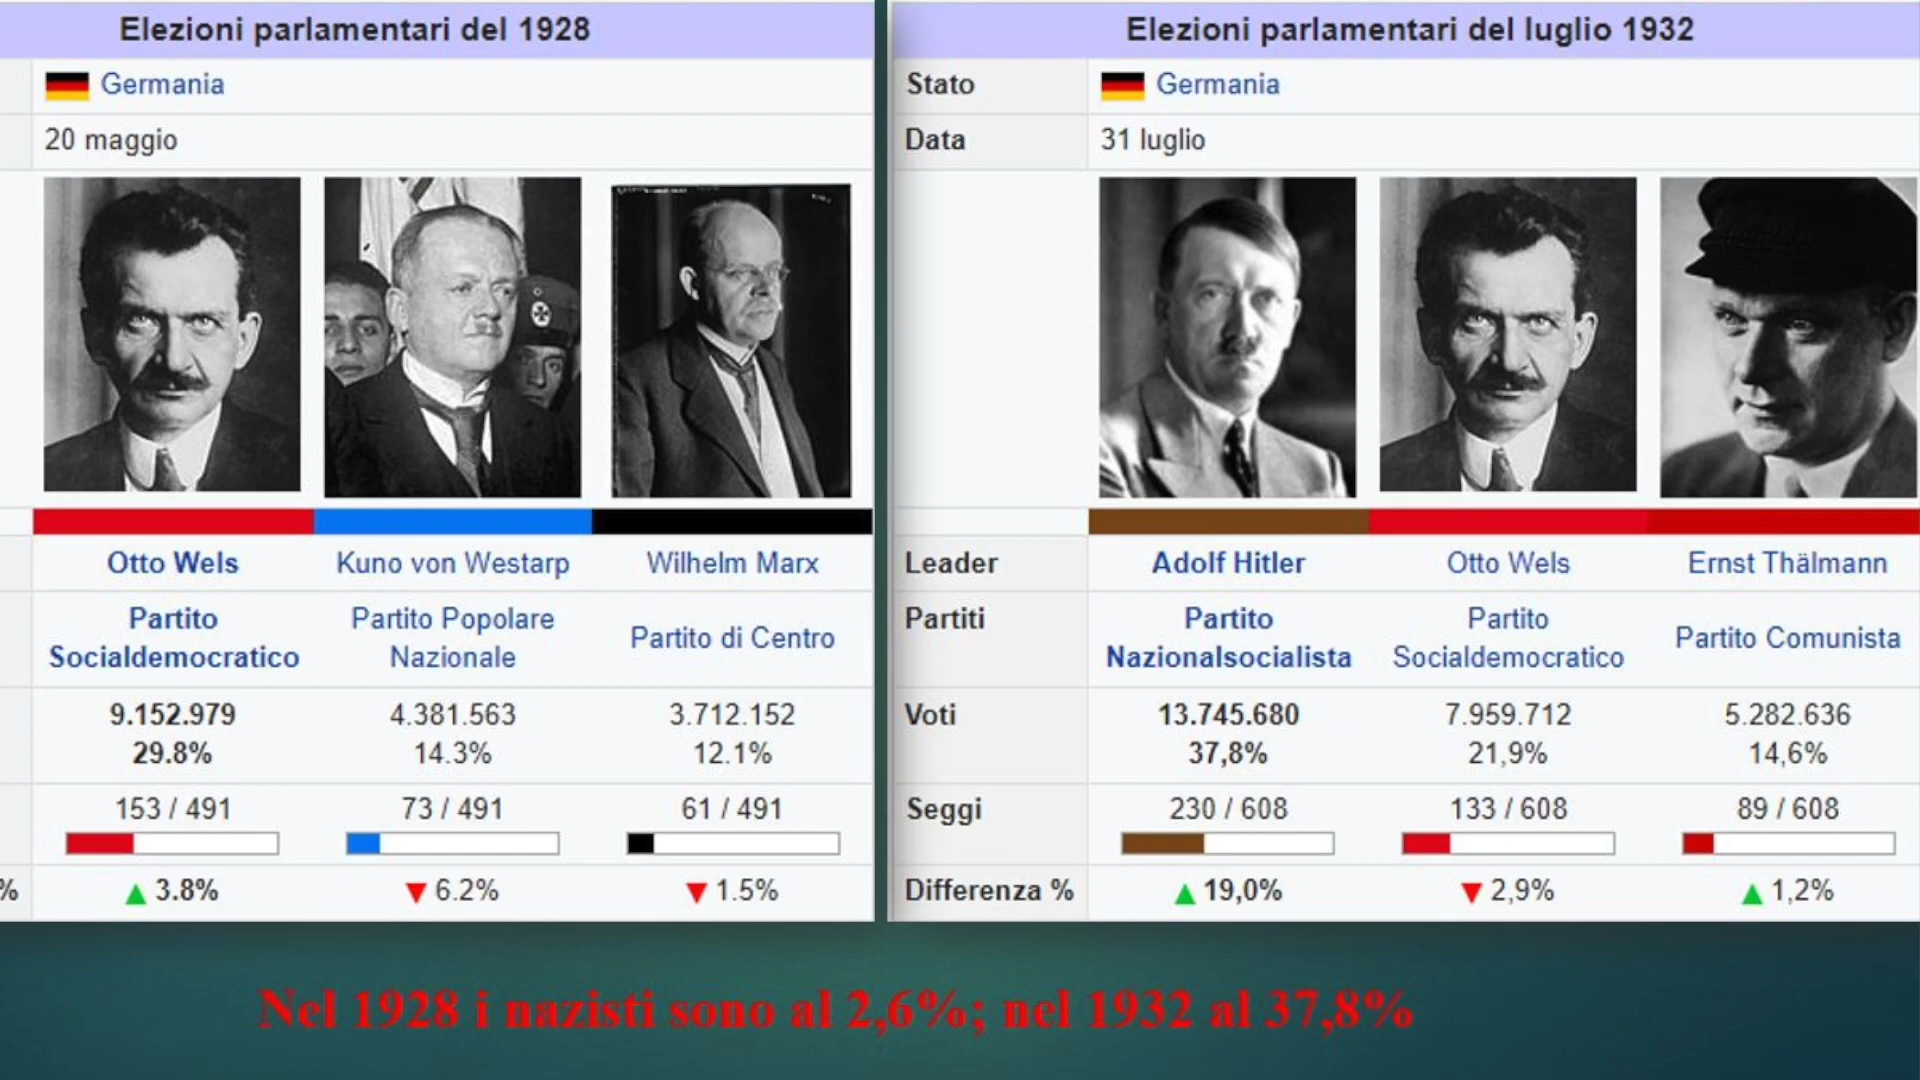 Elezioni parlamentari del 1928
Germania
20 maggio
Otto Wels Kuno von Westarp Wilhelm Marx
Partito Socialdemocratico Partito Popolare Nazionale Partito di Centro
9.152.979 4.381.563 3.712.152
29.8% 14.3% 12.1%
153 / 491 73 / 491 61 / 491
% 3.8% 6.2% 1.5%
Elezioni parlamentari del luglio 1932
Stato Germania
Data 31 luglio
Leader Adolf Hitler Otto Wels Ernst Thälmann
Partiti Partito Nazionalsocialista Partito Socialdemocratico Partito Comunista
Voti 13.745.680 7.959.712 5.282.636
37,8% 21,9% 14,6%
Seggi 230 / 608 133 / 608 89 / 608
Differenza % 19,0% 2,9% 1,2%
Nel 1928 i nazisti sono al 2,6%; nel 1932 al 37,8%